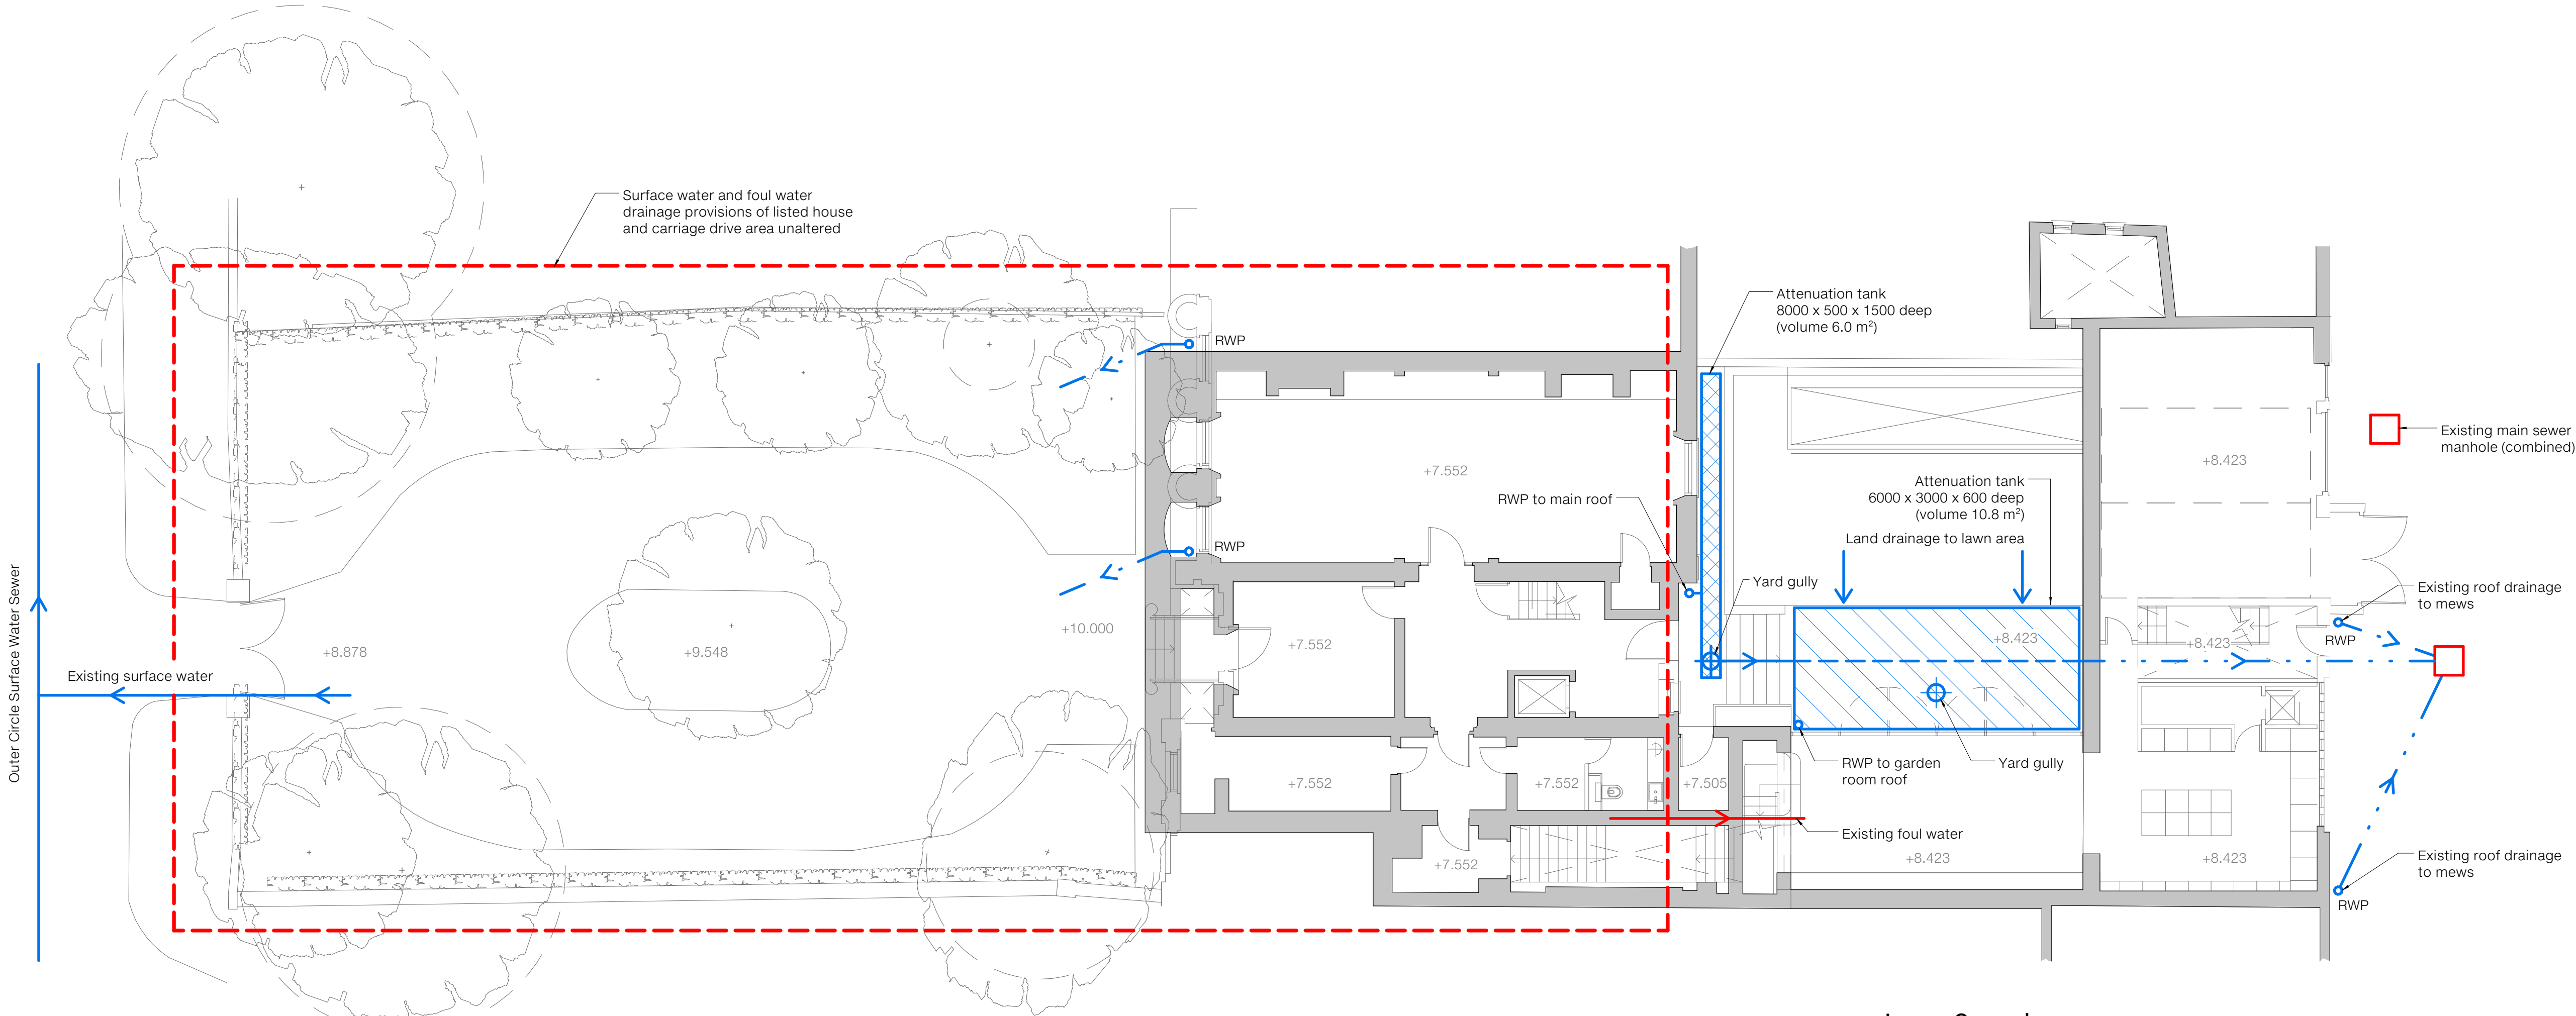 Surface water and foul water
drainage provisions of listed house
and carriage drive area unaltered
Attenuation tank
8000 x 500 x 1500 deep
(volume 6.0 m²)
RWP
Existing main sewer
manhole (combined)
+7.552
+8.423
RWP to main roof
Attenuation tank
6000 x 3000 x 600 deep
(volume 10.8 m²)
Land drainage to lawn area
RWP
Yard gully
Existing roof drainage
to mews
Outer Circle Surface Water Sewer
+10.000
+8.878
+9.548
+7.552
+8.423
+8.423
RWP
Existing surface water
+7.552
+7.552
+7.505
RWP to garden
room roof
Yard gully
Existing foul water
+7.552
+8.423
+8.423
Existing roof drainage
to mews
RWP